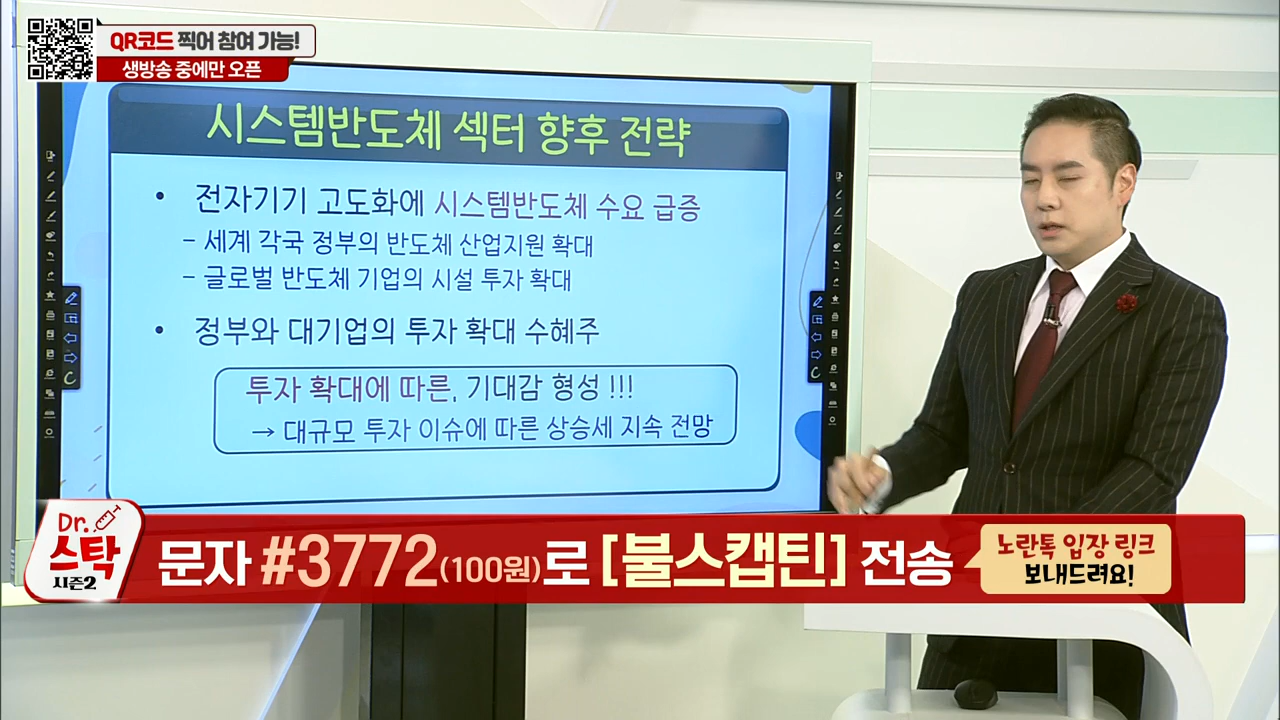 QR코드 찍어 참여 가능!
생방송 중에만 오픈
시스템반도체 섹터 향후 전략
• 전자기기 고도화에 시스템반도체 수요 급증
- 세계 각국 정부의 반도체 산업지원 확대
- 글로벌 반도체 기업의 시설 투자 확대
• 정부와 대기업의 투자 확대 수혜주
투자 확대에 따른, 기대감 형성 !!!
→ 대규모 투자 이슈에 따른 상승세 지속 전망
Dr.
스탁
시즌2
문자 #3772(100원)로 [불스캡틴] 전송
노란톡 입장 링크
보내드려요!